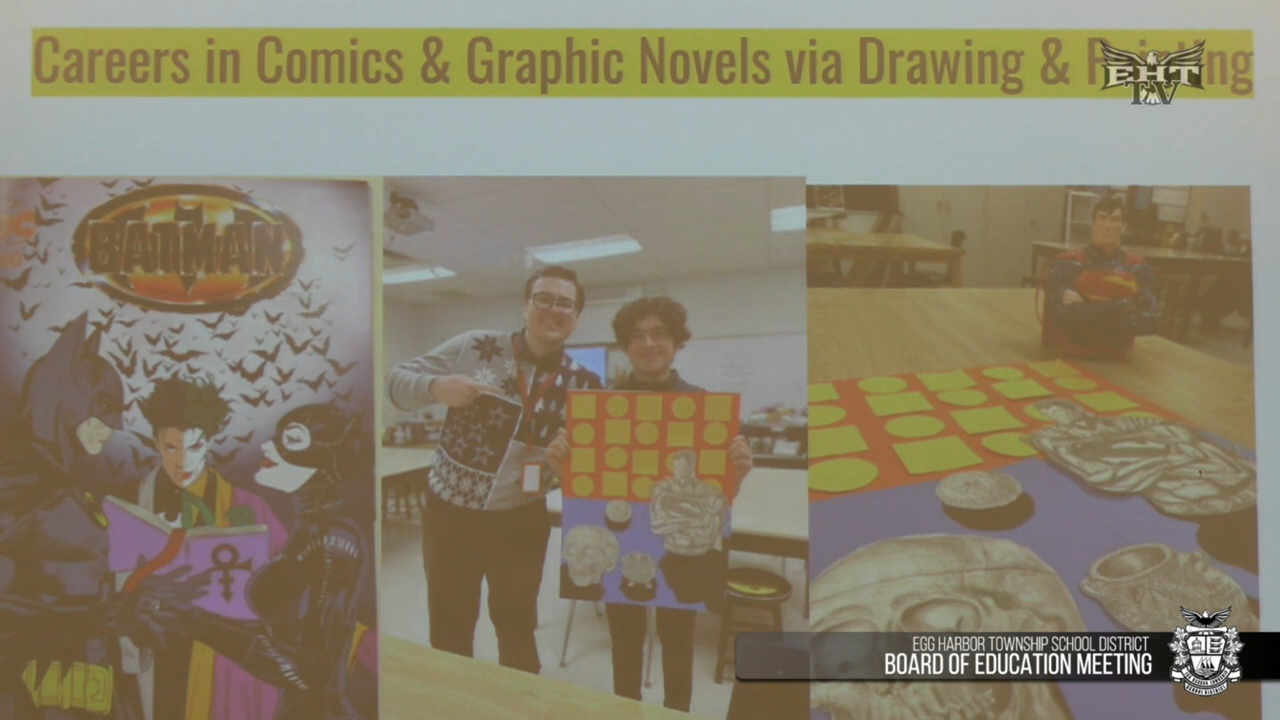 Careers in Comics & Graphic Novels via Drawing & Painting
EHT
TV
BATMAN
EGG HARBOR TOWNSHIP SCHOOL DISTRICT
BOARD OF EDUCATION MEETING